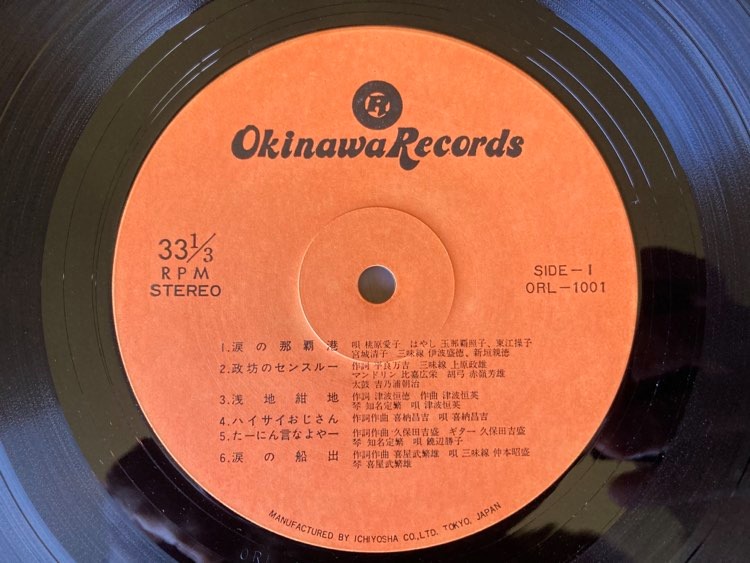 R
OkinawaRecords
33 1/3
RPM
STEREO
SIDE-1
ORL-1001
1. 涙の那覇港 唄 桃原愛子 はやし 玉那覇照子、東江操子
宮城清子 三味線 伊波盛徳、新垣親徳
2. 政坊のセンスルー 作詞 宇良万吉 三味線 上原政雄
マンドリン 比嘉広栄 胡弓 赤嶺芳雄
太鼓 吉乃浦朝治
3. 浅地紺地 作詞 津波恒徳 作曲 津波恒英
琴 知名定繁 唄 津波恒英
4. ハイサイおじさん 作詞作曲 喜納昌吉 唄 喜納昌吉
5. たーにん言なよやー 作詞作曲 久保田吉盛 ギター 久保田吉盛
琴 知名定繁 唄 饒辺勝子
6. 涙の船出 作詞作曲 喜屋武繁雄 唄 三味線 仲本昭盛
琴 喜屋武繁雄
MANUFACTURED BY ICHIYOSHA CO., LTD. TOKYO, JAPAN
OR